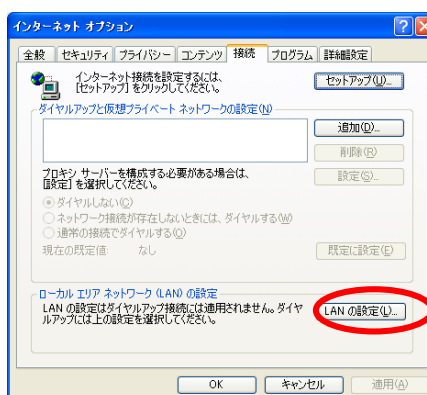 インターネット オプション
全般 セキュリティ プライバシー コンテンツ 接続 プログラム 詳細設定
インターネット接続を設定するには、
[セットアップ] をクリックしてください。
セットアップ(U)...
ダイヤルアップと仮想プライベート ネットワークの設定(N)
追加(D)...
削除(R)
プロキシ サーバーを構成する必要がある場合は、
[設定] を選択してください。
設定(S)...
ダイヤルしない(C)
ネットワーク接続が存在しないときには、ダイヤルする(W)
通常の接続でダイヤルする(O)
現在の既定値: なし
既定に設定(E)
ローカル エリア ネットワーク (LAN) の設定
LAN の設定はダイヤルアップ接続には適用されません。ダイヤ
ルアップには上の設定を選択してください。
LAN の設定(L)...
OK キャンセル 適用(A)